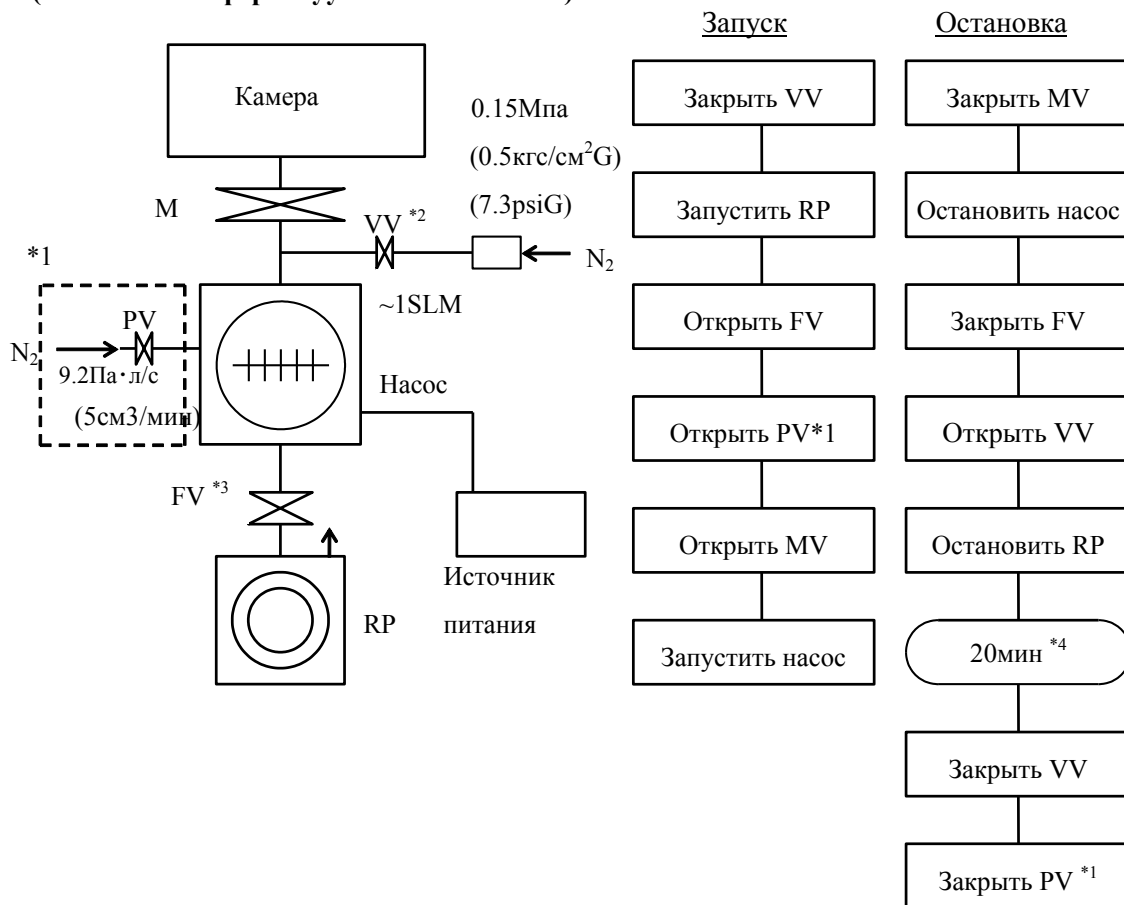 Камера
0.15Мпа
(0.5кгс/см²G)
(7.3psiG)
М
VV *2
N₂
*1
~1SLM
PV
N₂
9.2Па·л/с
(5см3/мин)
Насос
FV *3
Источник
питания
RP
Запуск
Закрыть VV
Запустить RP
Открыть FV
Открыть PV*1
Открыть MV
Запустить насос
Остановка
Закрыть MV
Остановить насос
Закрыть FV
Открыть VV
Остановить RP
20мин *4
Закрыть VV
Закрыть PV *1